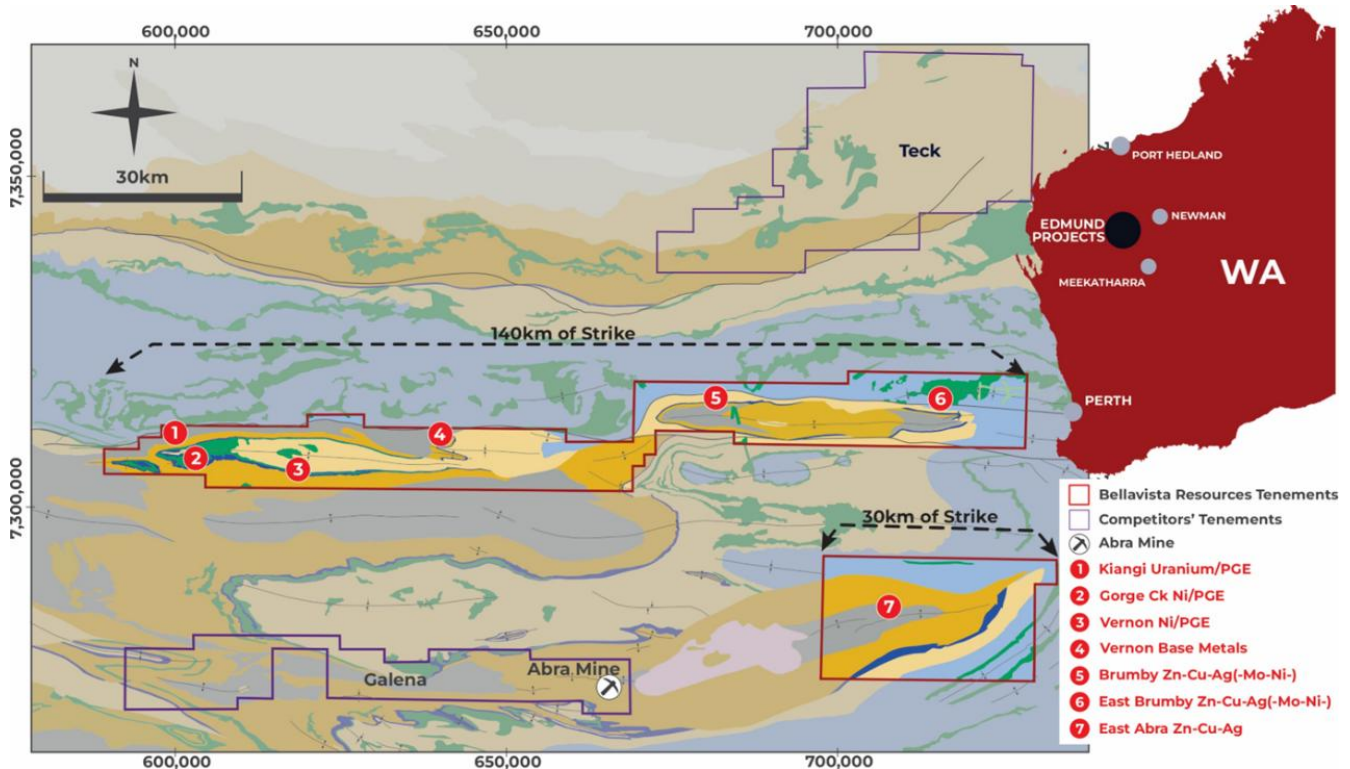 600,000
650,000
700,000
N
30km
7,350,000
7,300,000
Teck
140km of Strike
1
2
3
4
5
6
30km of Strike
7
Galena
Abra Mine
600,000
650,000
700,000
PORT HEDLAND
EDMUND
PROJECTS
NEWMAN
MEEKATHARRA
WA
PERTH
Bellavista Resources Tenements
Competitors’ Tenements
Abra Mine
1 Kiangi Uranium/PGE
2 Gorge Ck Ni/PGE
3 Vernon Ni/PGE
4 Vernon Base Metals
5 Brumby Zn-Cu-Ag(-Mo-Ni-)
6 East Brumby Zn-Cu-Ag(-Mo-Ni-)
7 East Abra Zn-Cu-Ag